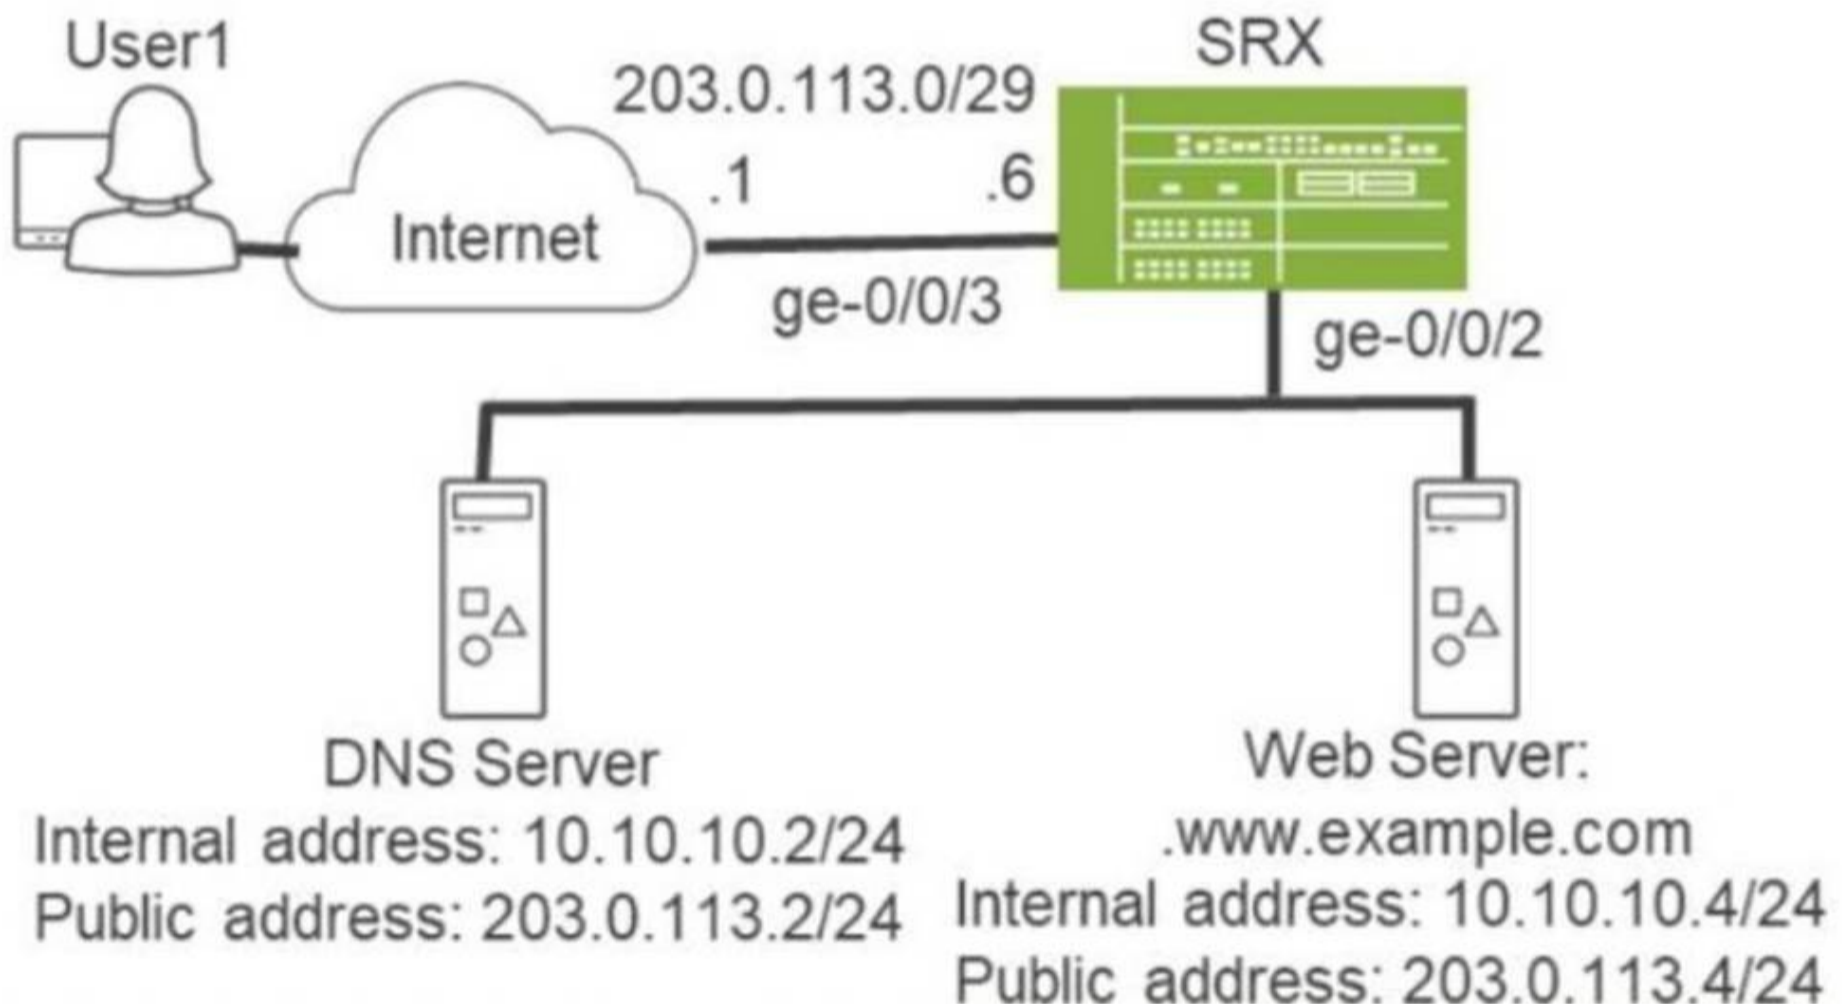 User1
SRX
203.0.113.0/29
.1
.6
Internet
ge-0/0/3
ge-0/0/2
DNS Server
Internal address: 10.10.10.2/24
Public address: 203.0.113.2/24
Web Server:
.www.example.com
Internal address: 10.10.10.4/24
Public address: 203.0.113.4/24